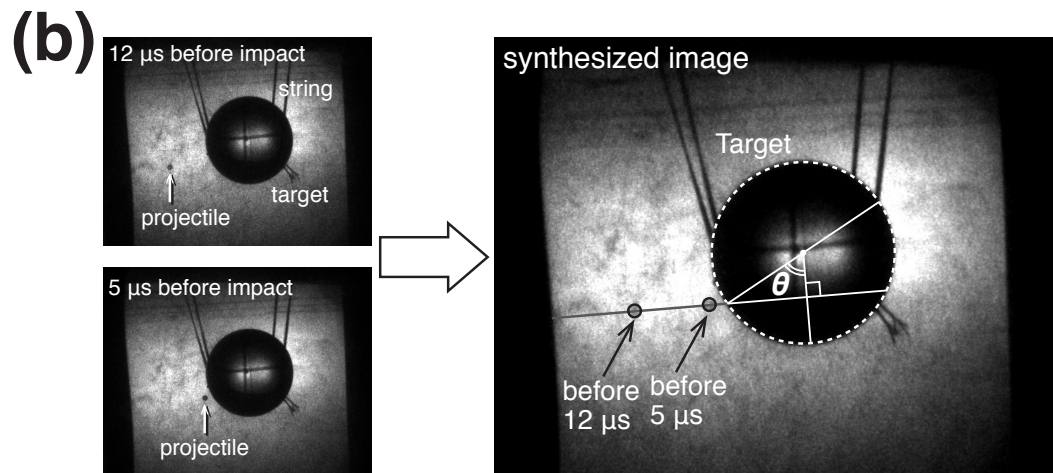 (b)
12 μs before impact
string
target
projectile
5 μs before impact
projectile
synthesized image
Target
θ
before
12 μs
before
5 μs